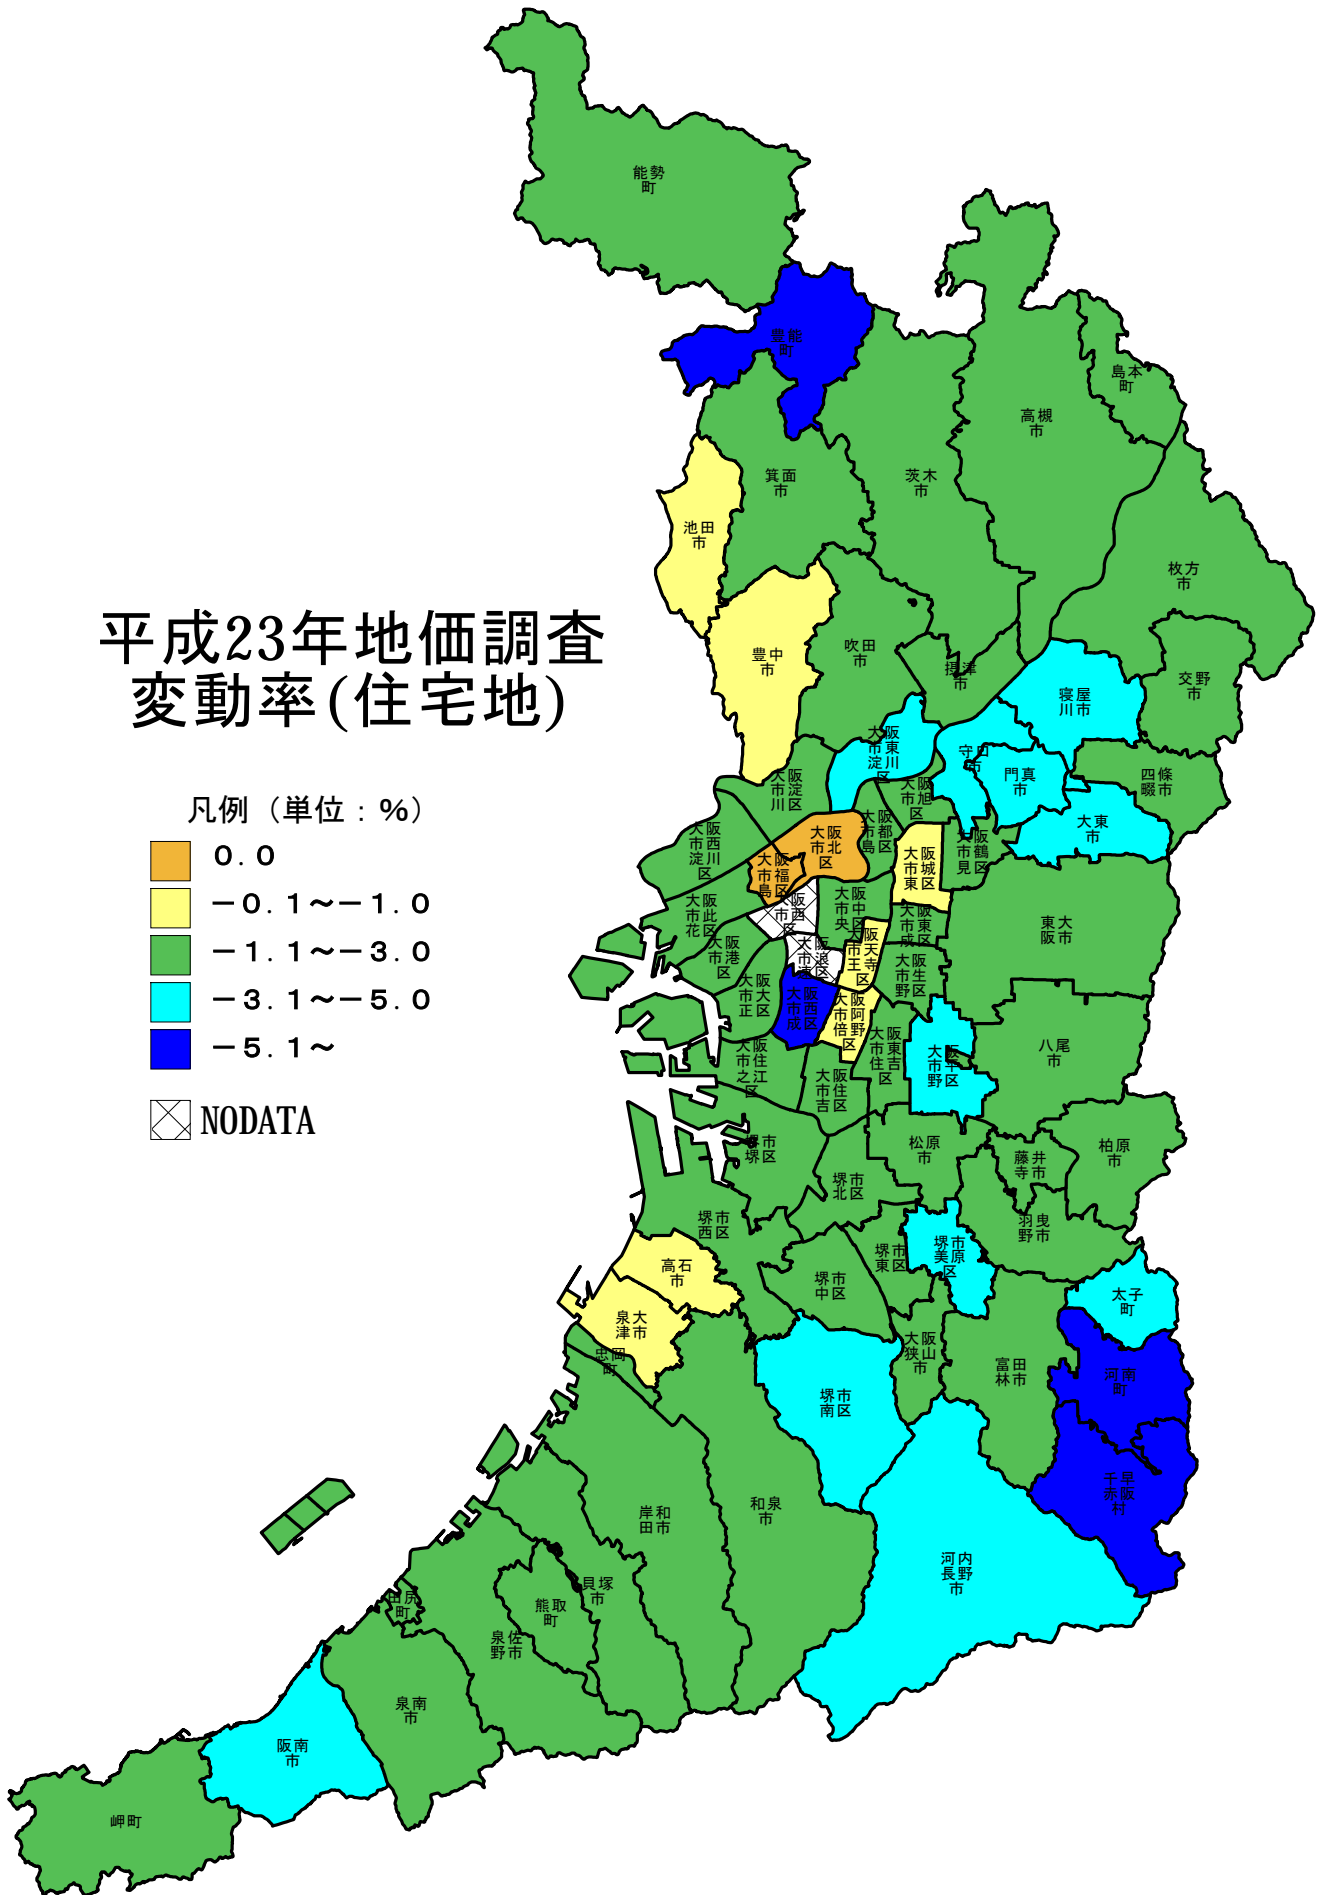 平成23年地価調査
変動率(住宅地)
凡例（単位：%）
0.0
－0.1～－1.0
－1.1～－3.0
－3.1～－5.0
－5.1～
NODATA
能勢
町
豊能
町
島本
町
高槻
市
箕面
市
茨木
市
池田
市
枚方
市
豊中
市
吹田
市
摂津
市
寝屋
川市
交野
市
大阪
市東
淀川
区
守口
市
門真
市
四條
畷市
大阪
市淀
川区
大阪
市旭
区
大阪
市都
島区
大東
市
大阪
市西
淀川
区
大阪
市北
区
大阪
市福
島区
大阪
市城
東区
大阪
市鶴
見区
大阪
市此
花区
大阪
市西
区
大阪
市中
央区
大阪
市東
成区
東大
阪市
大阪
市港
区
大阪
市浪
速区
大阪
市天
王寺
区
大阪
市生
野区
大阪
市大
正区
大阪
市西
成区
大阪
市阿
倍野
区
大阪
市東
住吉
区
大阪
市平
野区
八尾
市
大阪
市住
之江
区
大阪
市住
吉区
堺市
堺区
松原
市
藤井
寺市
柏原
市
堺市
北区
堺市
西区
羽曳
野市
堺市
東区
堺市
美原
区
高石
市
堺市
中区
太子
町
泉大
津市
忠岡
町
大阪
狭山
市
富田
林市
河南
町
堺市
南区
千早
赤阪
村
岸和
田市
和泉
市
河内
長野
市
貝塚
市
熊取
町
田尻
町
泉佐
野市
泉南
市
阪南
市
岬町